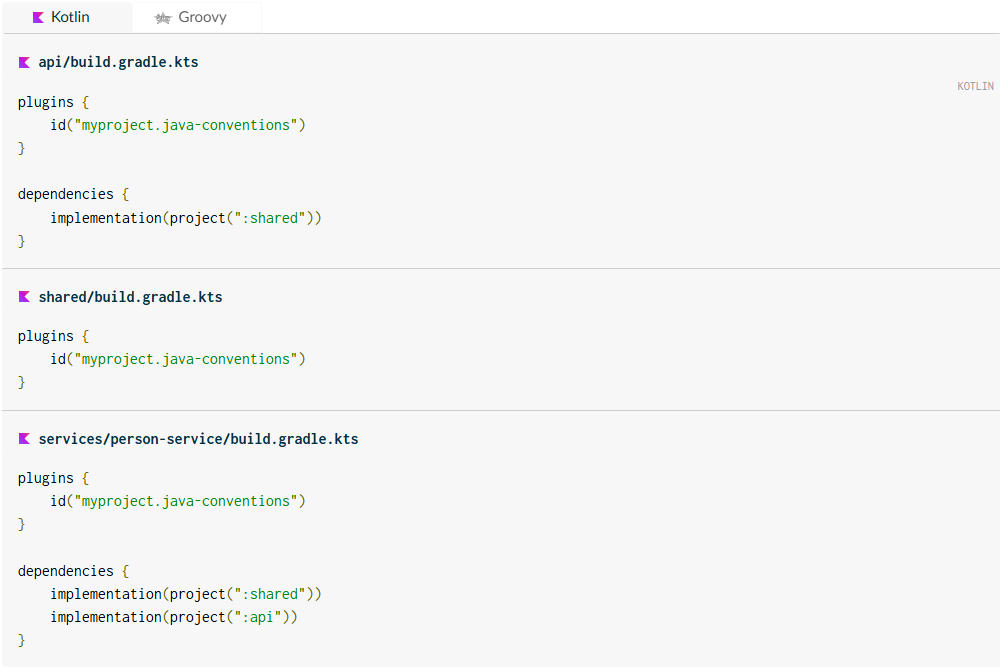 Kotlin Groovy
api/build.gradle.kts
KOTLIN
plugins {
    id("myproject.java-conventions")
}

dependencies {
    implementation(project(":shared"))
}
shared/build.gradle.kts
plugins {
    id("myproject.java-conventions")
}
services/person-service/build.gradle.kts
plugins {
    id("myproject.java-conventions")
}

dependencies {
    implementation(project(":shared"))
    implementation(project(":api"))
}